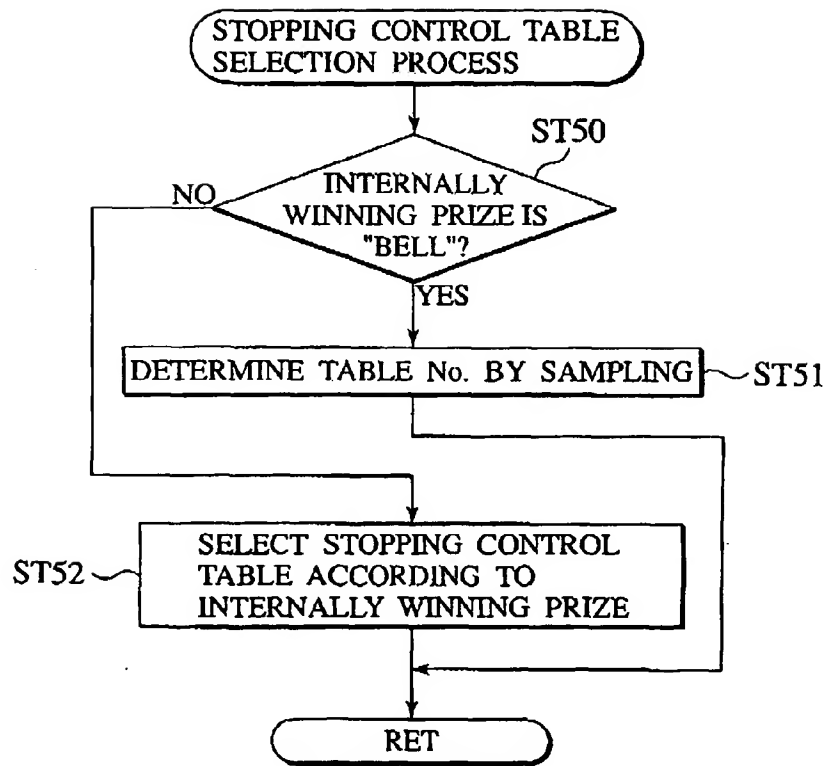 STOPPING CONTROL TABLE
SELECTION PROCESS
ST50
NO
INTERNALLY
WINNING PRIZE IS
"BELL"?
YES
DETERMINE TABLE No. BY SAMPLING
ST51
ST52
SELECT STOPPING CONTROL
TABLE ACCORDING TO
INTERNALLY WINNING PRIZE
RET